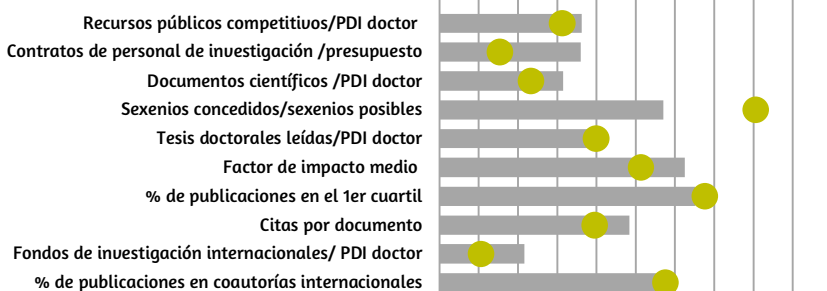 Recursos públicos competitivos/PDI doctor
Contratos de personal de investigación /presupuesto
Documentos científicos /PDI doctor
Sexenios concedidos/sexenios posibles
Tesis doctorales leídas/PDI doctor
Factor de impacto medio
% de publicaciones en el 1er cuartil
Citas por documento
Fondos de investigación internacionales/ PDI doctor
% de publicaciones en coautorías internacionales